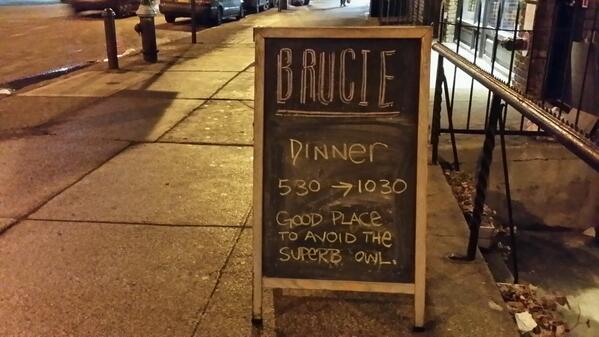 BRUCIE
DINNer
530 → 1030
GOOD PLACE
TO AVOID THE
SUPERB OWL.